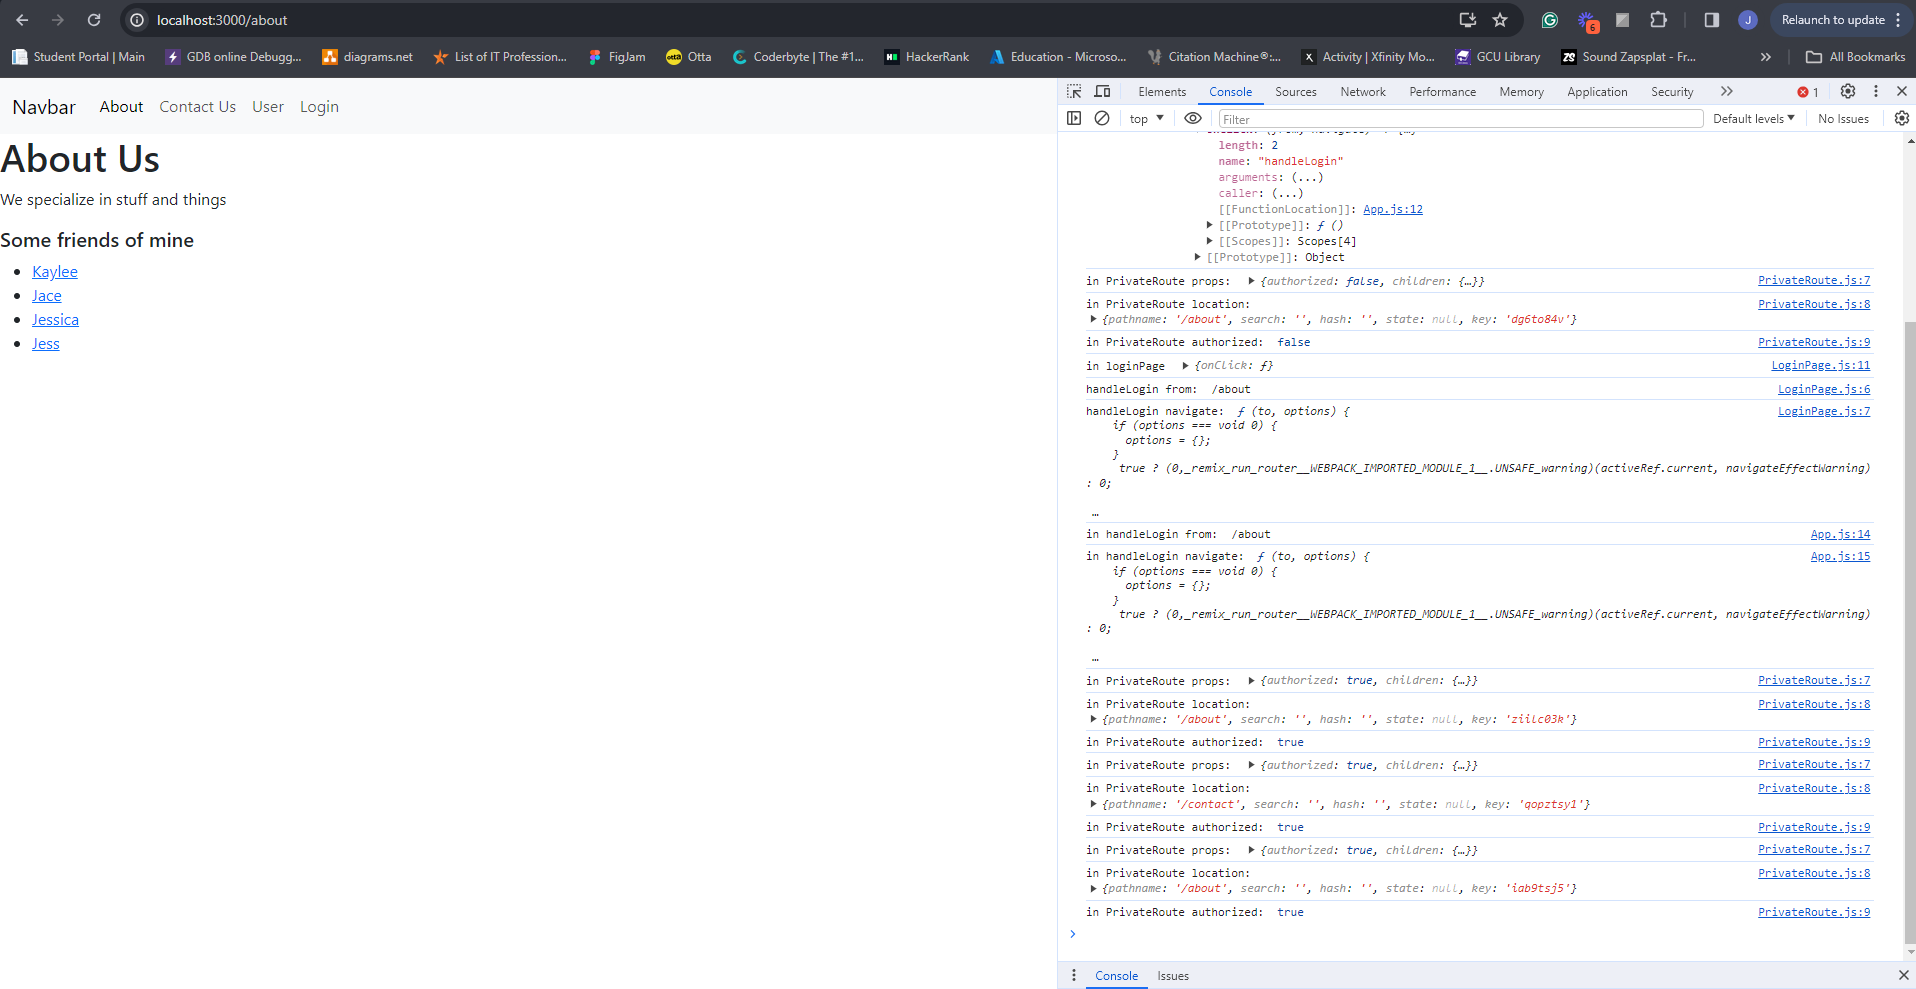 localhost:3000/about
6
J
Relaunch to update
Student Portal | Main
GDB online Debugg...
diagrams.net
List of IT Profession...
FigJam
Otta
Coderbyte | The #1...
HackerRank
Education - Microso...
Citation Machine®:...
Activity | Xfinity Mo...
GCU Library
Sound Zapsplat - Fr...
All Bookmarks
Navbar About Contact Us User Login
About Us
We specialize in stuff and things
Some friends of mine
Kaylee
Jace
Jessica
Jess
Elements Console Sources Network Performance Memory Application Security 1
top Filter Default levels No Issues
length: 2
name: "handleLogin"
arguments: (...)
caller: (...)
[[FunctionLocation]]: App.js:12
[[Prototype]]: ƒ ()
[[Scopes]]: Scopes[4]
[[Prototype]]: Object
in PrivateRoute props: {authorized: false, children: {…}} PrivateRoute.js:7
in PrivateRoute location: PrivateRoute.js:8
{pathname: '/about', search: '', hash: '', state: null, key: 'dg6to84v'}
in PrivateRoute authorized: false PrivateRoute.js:9
in loginPage {onClick: ƒ} LoginPage.js:11
handleLogin from: /about LoginPage.js:6
handleLogin navigate: ƒ (to, options) { LoginPage.js:7
if (options === void 0) {
options = {};
}
true ? (0,_remix_run_router__WEBPACK_IMPORTED_MODULE_1__.UNSAFE_warning)(activeRef.current, navigateEffectWarning)
: 0;
…
in handleLogin from: /about App.js:14
in handleLogin navigate: ƒ (to, options) { App.js:15
if (options === void 0) {
options = {};
}
true ? (0,_remix_run_router__WEBPACK_IMPORTED_MODULE_1__.UNSAFE_warning)(activeRef.current, navigateEffectWarning)
: 0;
…
in PrivateRoute props: {authorized: true, children: {…}} PrivateRoute.js:7
in PrivateRoute location: PrivateRoute.js:8
{pathname: '/about', search: '', hash: '', state: null, key: 'ziilc03k'}
in PrivateRoute authorized: true PrivateRoute.js:9
in PrivateRoute props: {authorized: true, children: {…}} PrivateRoute.js:7
in PrivateRoute location: PrivateRoute.js:8
{pathname: '/contact', search: '', hash: '', state: null, key: 'qopztsy1'}
in PrivateRoute authorized: true PrivateRoute.js:9
in PrivateRoute props: {authorized: true, children: {…}} PrivateRoute.js:7
in PrivateRoute location: PrivateRoute.js:8
{pathname: '/about', search: '', hash: '', state: null, key: 'iab9tsj5'}
in PrivateRoute authorized: true PrivateRoute.js:9
Console Issues